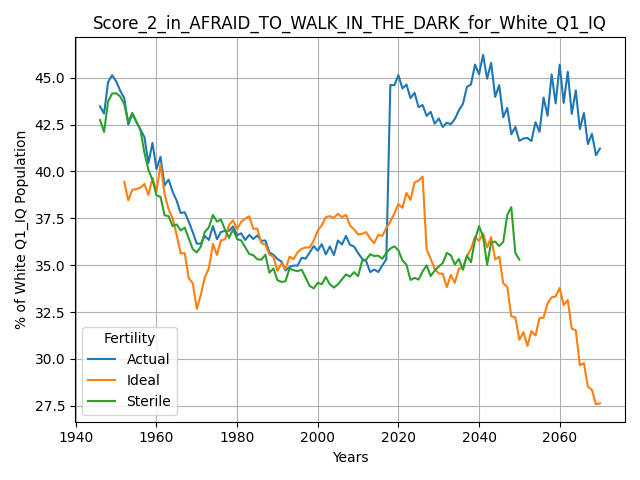 Score_2_in_AFRAID_TO_WALK_IN_THE_DARK_for_White_Q1_IQ
% of White Q1_IQ Population
45.0
42.5
40.0
37.5
35.0
32.5
30.0
27.5
Fertility
Actual
Ideal
Sterile
1940 1960 1980 2000 2020 2040 2060
Years